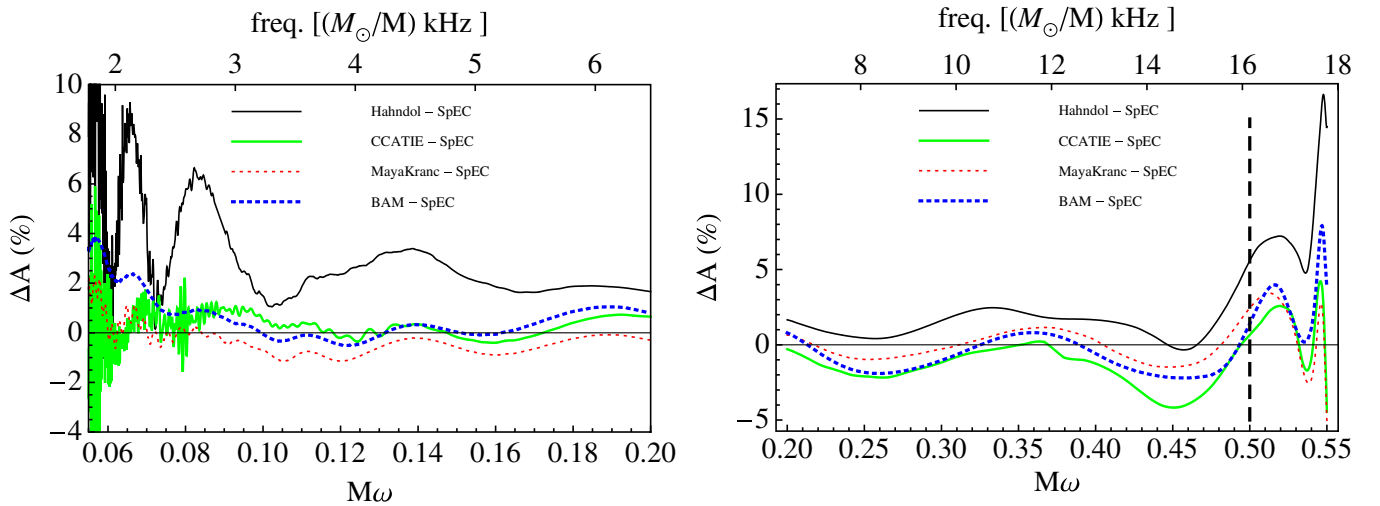 freq. [(M⊙/M) kHz ]
2 3 4 5 6
10
8
6
4
2
0
−2
−4
ΔA (%)
Hahndol − SpEC
CCATIE − SpEC
MayaKranc − SpEC
BAM − SpEC
0.06 0.08 0.10 0.12 0.14 0.16 0.18 0.20
Mω
freq. [(M⊙/M) kHz ]
8 10 12 14 16 18
15
10
5
0
−5
ΔA (%)
Hahndol − SpEC
CCATIE − SpEC
MayaKranc − SpEC
BAM − SpEC
0.20 0.25 0.30 0.35 0.40 0.45 0.50 0.55
Mω